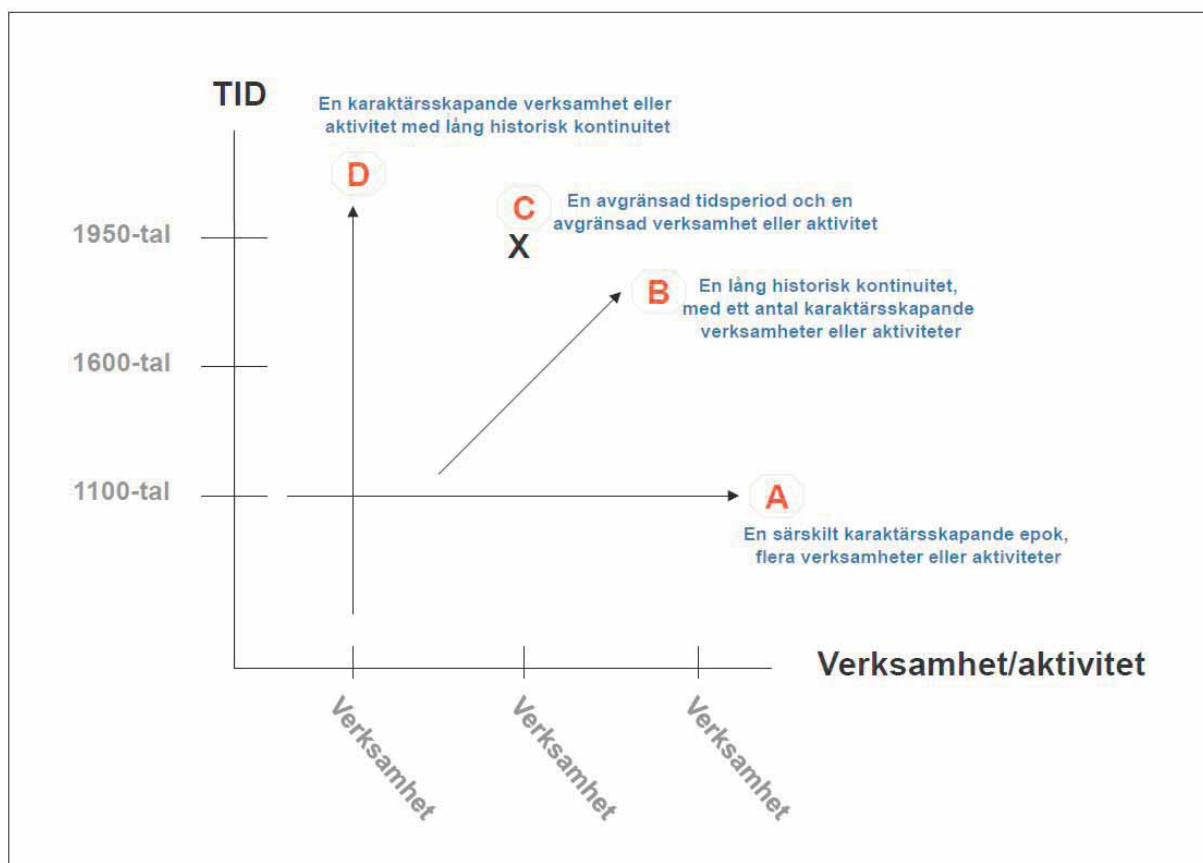 TID
En karaktärsskapande verksamhet eller
aktivitet med lång historisk kontinuitet
D
C
En avgränsad tidsperiod och en
avgränsad verksamhet eller aktivitet
1950-tal
X
B
En lång historisk kontinuitet,
med ett antal karaktärsskapande
verksamheter eller aktiviteter
1600-tal
1100-tal
A
En särskilt karaktärsskapande epok,
flera verksamheter eller aktiviteter
Verksamhet/aktivitet
Verksamhet
Verksamhet
Verksamhet